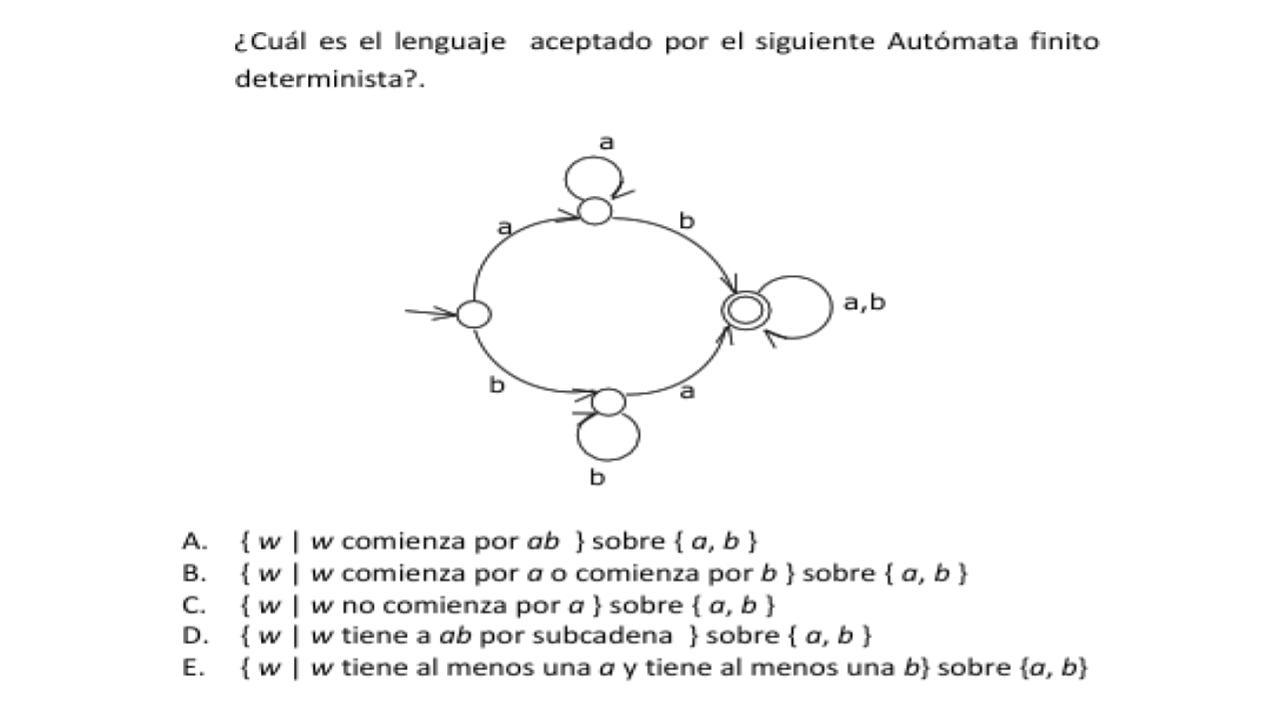 ¿Cuál es el lenguaje aceptado por el siguiente Autómata finito
determinista?.
a
a
b
a,b
b
a
b
A. { w | w comienza por ab } sobre { a, b }
B. { w | w comienza por a o comienza por b } sobre { a, b }
C. { w | w no comienza por a } sobre { a, b }
D. { w | w tiene a ab por subcadena } sobre { a, b }
E. { w | w tiene al menos una a y tiene al menos una b} sobre {a, b}